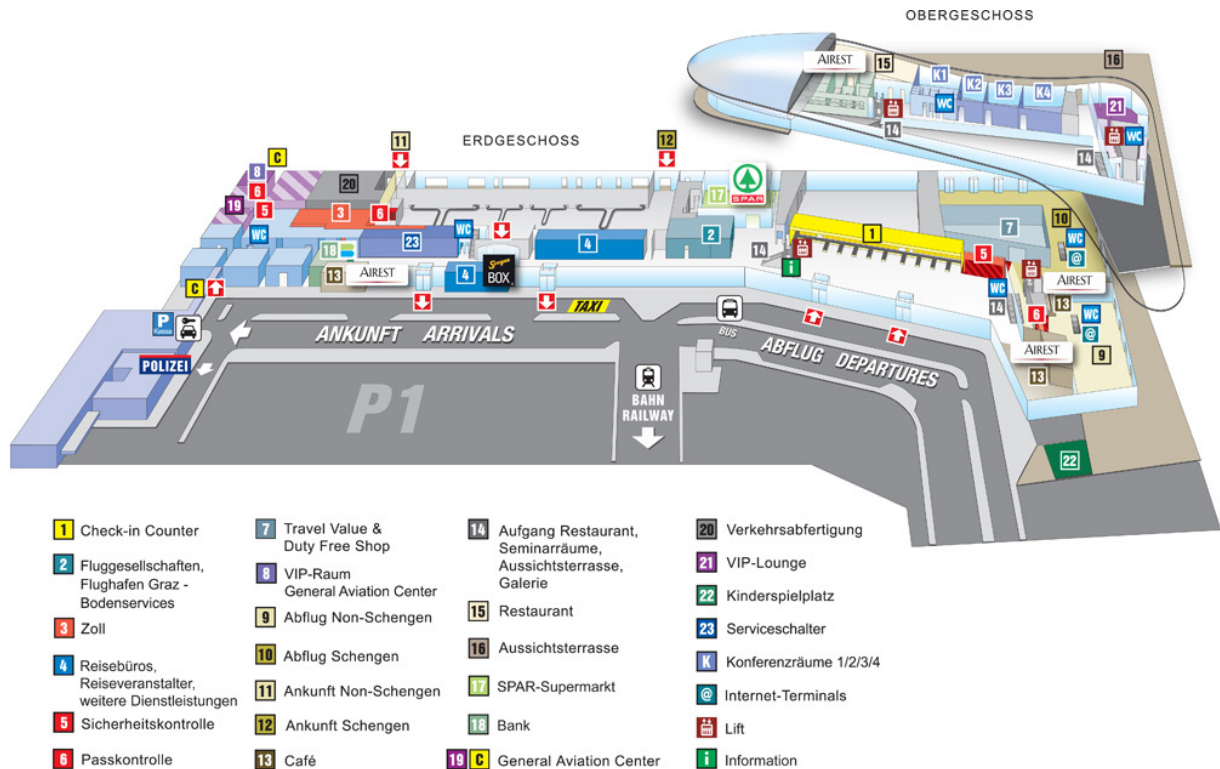 OBERGESCHOSS
AIREST
15
16
K1
K2
K3
K4
WC
21
WC
14
14
ERDGESCHOSS
C
11
12
8
20
6
17
SPAR
19
5
3
6
10
7
WC
23
WC
4
2
1
WC
@
18
14
5
i
13
AIREST
4
BOX
WC
14
AIREST
13
C
6
WC
@
9
TAXI
P
Kassa
ANKUNFT ARRIVALS
BUS
ABFLUG DEPARTURES
AIREST
13
POLIZEI
P1
BAHN
RAILWAY
22
1 Check-in Counter
2 Fluggesellschaften,
Flughafen Graz -
Bodenservices
3 Zoll
4 Reisebüros,
Reiseveranstalter,
weitere Dienstleistungen
5 Sicherheitskontrolle
6 Passkontrolle
7 Travel Value &
Duty Free Shop
8 VIP-Raum
General Aviation Center
9 Abflug Non-Schengen
10 Abflug Schengen
11 Ankunft Non-Schengen
12 Ankunft Schengen
13 Café
14 Aufgang Restaurant,
Seminarräume,
Aussichtsterrasse,
Galerie
15 Restaurant
16 Aussichtsterrasse
17 SPAR-Supermarkt
18 Bank
19 C General Aviation Center
20 Verkehrsabfertigung
21 VIP-Lounge
22 Kinderspielplatz
23 Serviceschalter
K Konferenzräume 1/2/3/4
@ Internet-Terminals
Lift
i Information